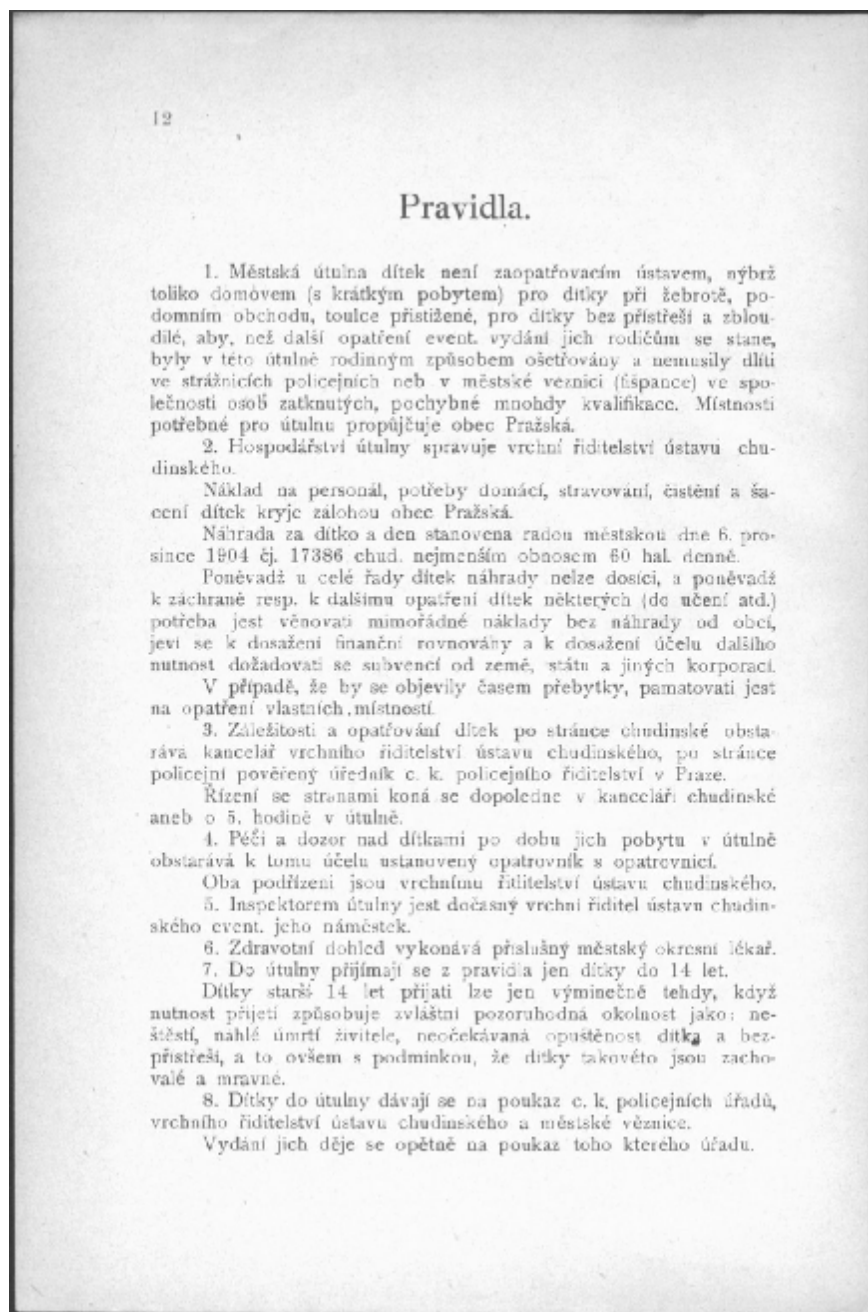 12
Pravidla.
1. Městská útulna dítek není zaopatřovacím ústavem, nýbrž
toliko domovem (s krátkým pobytem) pro dítky při žebrotě, po-
domním obchodu, toulce přistižené, pro dítky bez přístřeší a zblou-
dilé, aby, než další opatření event. vydání jich rodičům se stane,
byly v této útulně rodinným způsobem ošetřovány a nemusily dlíti
ve strážnicích policejních neb v městské věznici (fišpance) ve spo-
lečnosti osob zatknutých, pochybné mnohdy kvalifikace. Místnosti
potřebné pro útulnu propůjčuje obec Pražská.
2. Hospodářství útulny spravuje vrchní řiditelství ústavu chu-
dinského.
Náklad na personál, potřeby domácí, stravování, čistění a ša-
cení dítek kryje zálohou obec Pražská.
Náhrada za dítko a den stanovena radou městskou dne 6. pro-
since 1904 čj. 17386 chud. nejmenším obnosem 60 hal. denně.
Poněvadž u celé řady dítek náhrady nelze dosíci, a poněvadž
k záchraně resp. k dalšímu opatření dítek některých (do učení atd.)
potřeba jest věnovati mimořádné náklady bez náhrady od obcí,
jeví se k dosažení finanční rovnováhy a k dosažení účelu dalšího
nutnost dožadovati se subvencí od země, státu a jiných korporací.
V případě, že by se objevily časem přebytky, pamatovati jest
na opatření vlastních místností.
3. Záležitosti a opatřování dítek po stránce chudinské obsta-
rává kancelář vrchního řiditelství ústavu chudinského, po stránce
policejní pověřený úředník c. k. policejního řiditelství v Praze.
Řízení se stranami koná se dopoledne v kanceláři chudinské
aneb o 5. hodině v útulně.
4. Péči a dozor nad dítkami po dobu jich pobytu v útulně
obstarává k tomu účelu ustanovený opatrovník s opatrovnicí.
Oba podřízeni jsou vrchnímu řiditelství ústavu chudinského.
5. Inspektorem útulny jest dočasný vrchní řiditel ústavu chudin-
ského event. jeho náměstek.
6. Zdravotní dohled vykonává příslušný městský okresní lékař.
7. Do útulny přijímají se z pravidla jen dítky do 14 let.
Dítky starší 14 let přijati lze jen výminečně tehdy, když
nutnost přijetí způsobuje zvláštní pozoruhodná okolnost jako: ne-
štěstí, náhlé úmrtí živitele, neočekávaná opuštěnost dítka a bez-
přístřeší, a to ovšem s podmínkou, že dítky takovéto jsou zacho-
valé a mravné.
8. Dítky do útulny dávají se na poukaz c. k. policejních úřadů,
vrchního řiditelství ústavu chudinského a městské věznice.
Vydání jich děje se opětně na poukaz toho kterého úřadu.